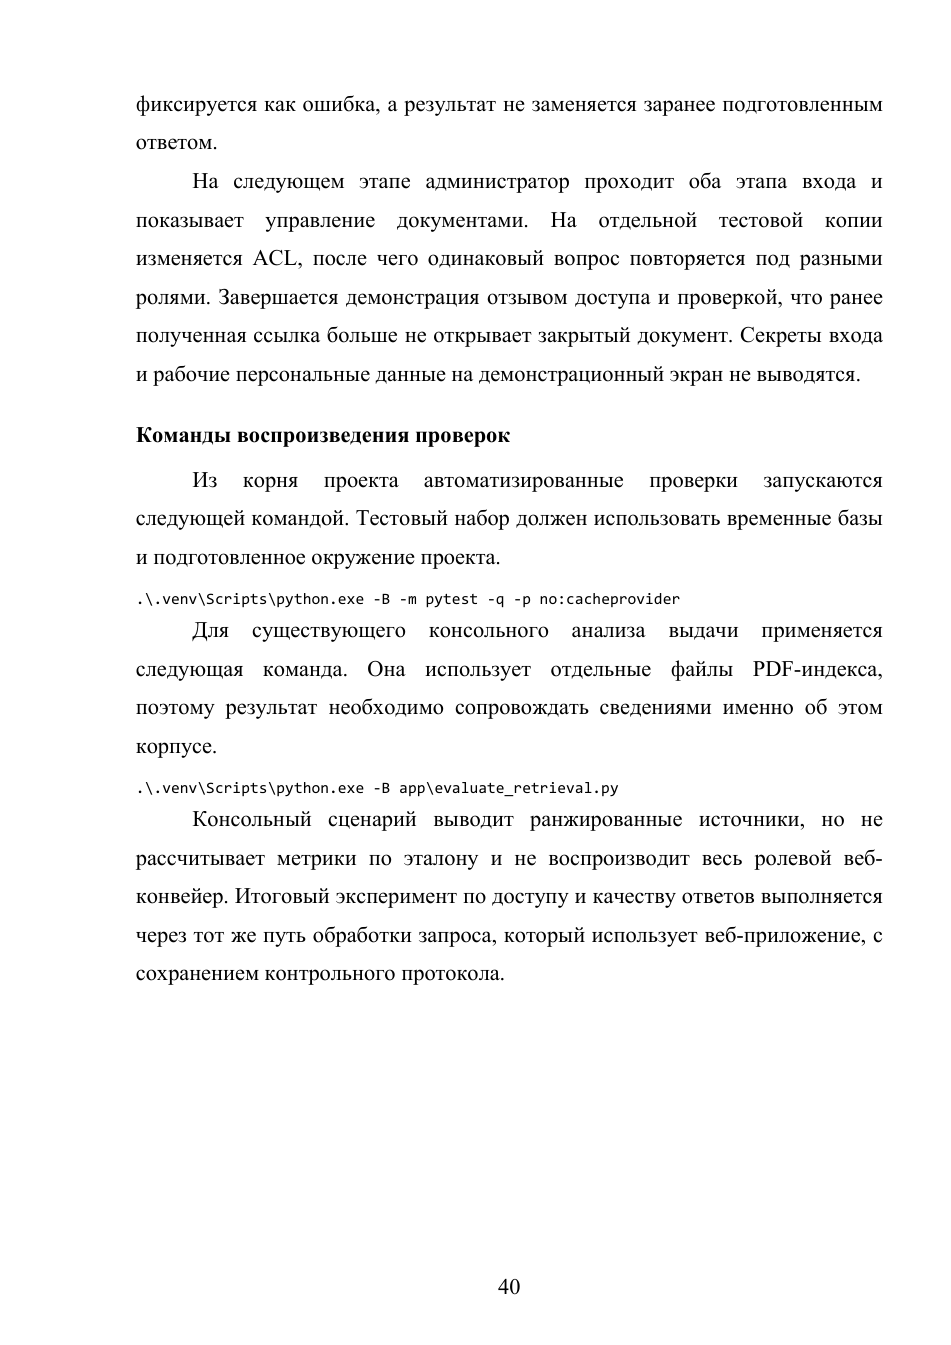 фиксируется как ошибка, а результат не заменяется заранее подготовленным
ответом.
На следующем этапе администратор проходит оба этапа входа и
показывает управление документами. На отдельной тестовой копии
изменяется ACL, после чего одинаковый вопрос повторяется под разными
ролями. Завершается демонстрация отзывом доступа и проверкой, что ранее
полученная ссылка больше не открывает закрытый документ. Секреты входа
и рабочие персональные данные на демонстрационный экран не выводятся.
Команды воспроизведения проверок
Из корня проекта автоматизированные проверки запускаются
следующей командой. Тестовый набор должен использовать временные базы
и подготовленное окружение проекта.
.\.venv\Scripts\python.exe -B -m pytest -q -p no:cacheprovider
Для существующего консольного анализа выдачи применяется
следующая команда. Она использует отдельные файлы PDF-индекса,
поэтому результат необходимо сопровождать сведениями именно об этом
корпусе.
.\.venv\Scripts\python.exe -B app\evaluate_retrieval.py
Консольный сценарий выводит ранжированные источники, но не
рассчитывает метрики по эталону и не воспроизводит весь ролевой веб-
конвейер. Итоговый эксперимент по доступу и качеству ответов выполняется
через тот же путь обработки запроса, который использует веб-приложение, с
сохранением контрольного протокола.
40